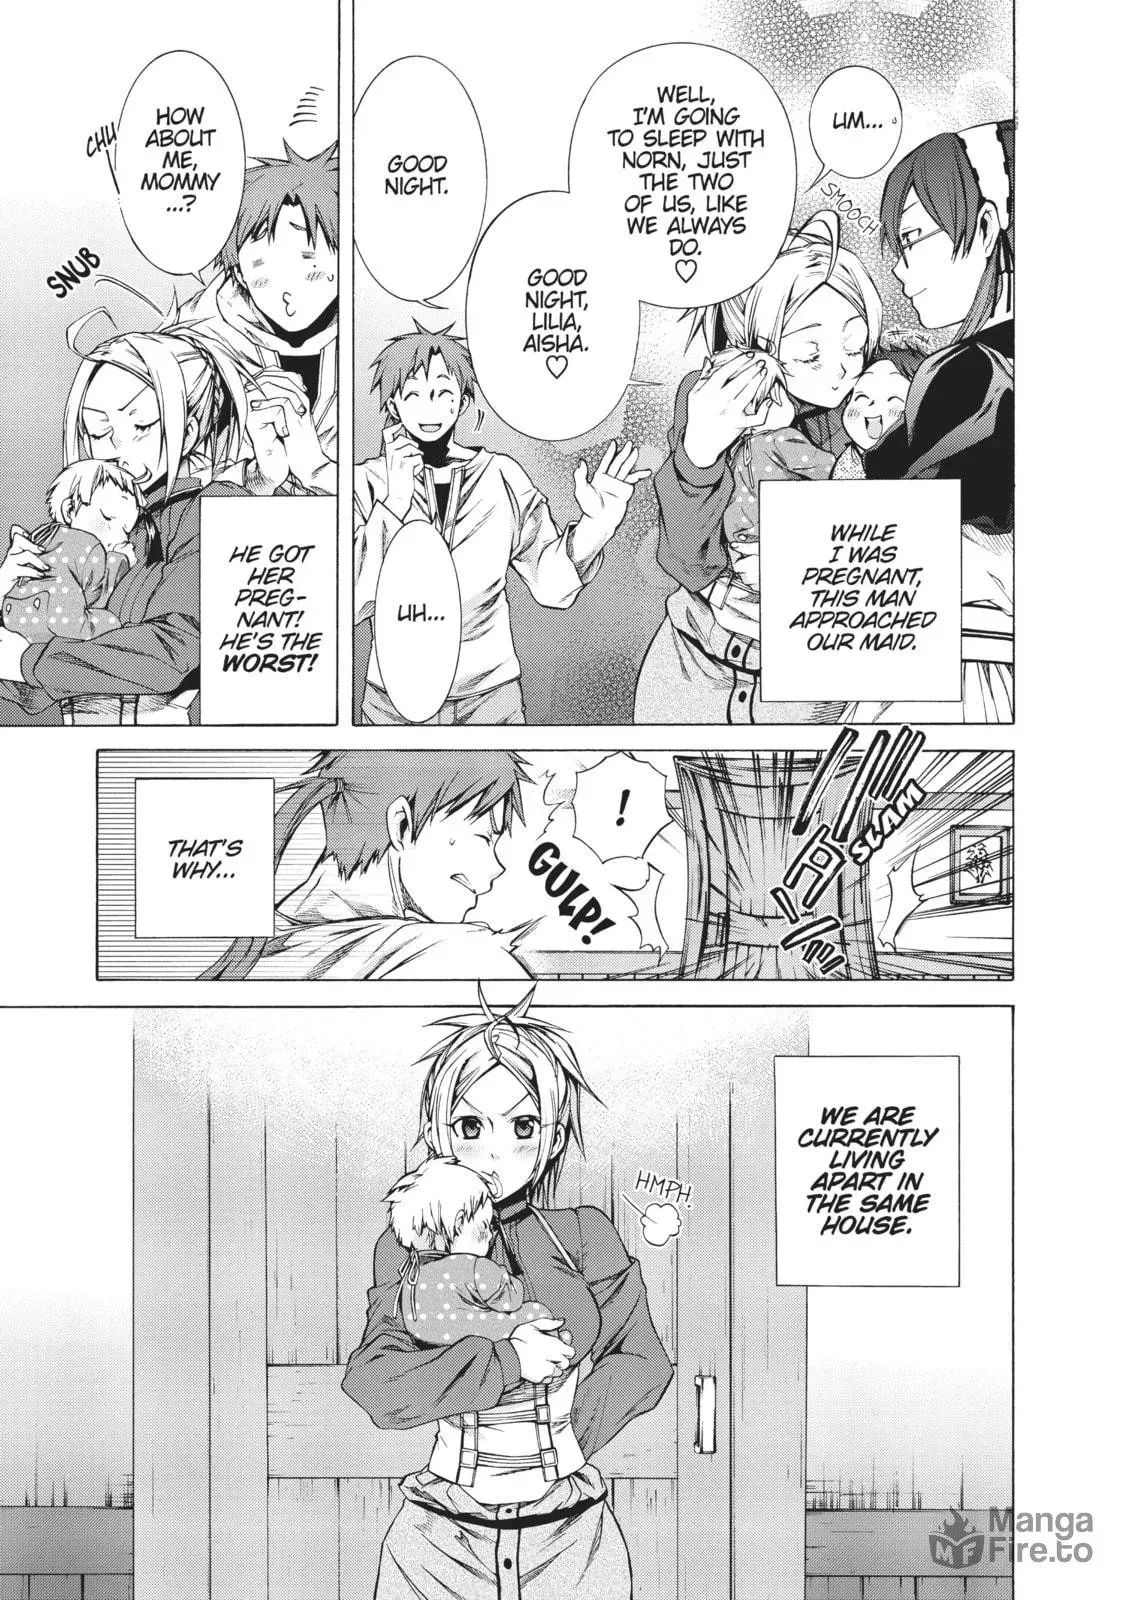 UM...
SMOOCH
WELL,
I'M GOING
TO SLEEP WITH
NORN, JUST
THE TWO
OF US, LIKE
WE ALWAYS
DO.
♡
GOOD
NIGHT,
LILIA,
AISHA.
♡
WHILE
I WAS
PREGNANT,
THIS MAN
APPROACHED
OUR MAID.
GOOD
NIGHT.
UH...
HOW
ABOUT
ME,
MOMMY
...?
CHU
SNUB
HE GOT
HER
PREG-
NANT!
HE'S THE
WORST!
SLAM
!
GULP!
THAT'S
WHY...
WE ARE
CURRENTLY
LIVING
APART IN
THE SAME
HOUSE.
HMPH.
MF Manga
Fire.to